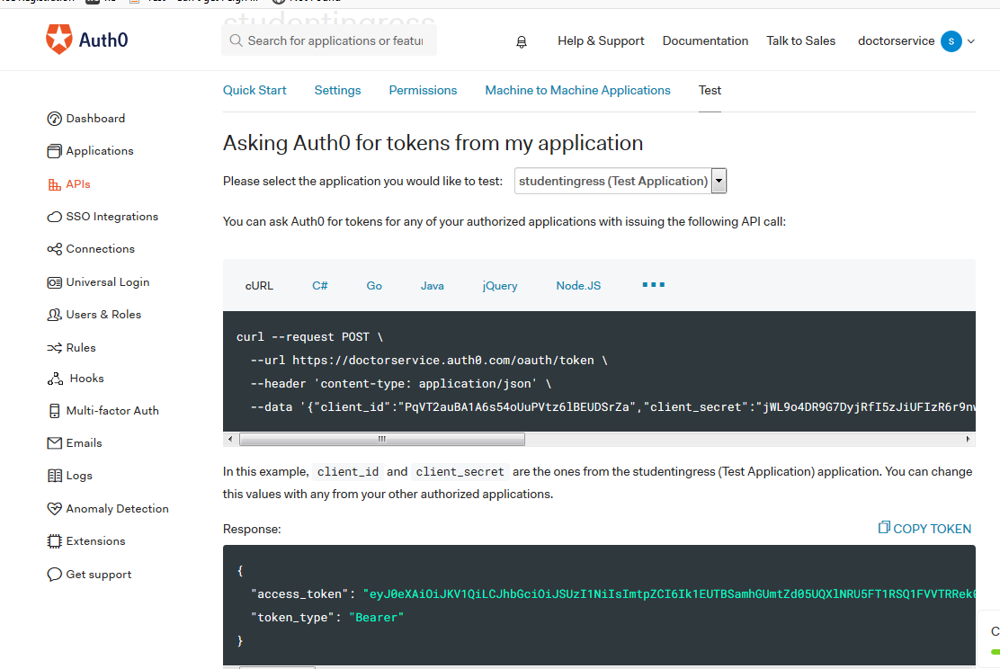 studentingress
Auth0
Search for applications or featu
Help & Support
Documentation
Talk to Sales
doctorservice
s
Quick Start
Settings
Permissions
Machine to Machine Applications
Test
Dashboard
Applications
APIs
SSO Integrations
Connections
Universal Login
Users & Roles
Rules
Hooks
Multi-factor Auth
Emails
Logs
Anomaly Detection
Extensions
Get support
Asking Auth0 for tokens from my application
Please select the application you would like to test:
studentingress (Test Application)
You can ask Auth0 for tokens for any of your authorized applications with issuing the following API call:
cURL
C#
Go
Java
jQuery
Node.JS
curl --request POST \
--url https://doctorservice.auth0.com/oauth/token \
--header 'content-type: application/json' \
--data '{"client_id":"PqVT2auBA1A6s54oUuPVtz6lBEUDSrZa","client_secret":"jWL9o4DR9G7DyjRfI5zJiUFIzR6r9nw
In this example, client_id and client_secret are the ones from the studentingress (Test Application) application. You can change
this values with any from your other authorized applications.
Response:
COPY TOKEN
{
"access_token": "eyJ0eXAiOiJKV1QiLCJhbGciOiJSUzI1NiIsImtpZCI6Ik1EUTBSamhGUmtZd05UQXlNRU5FT1RSQ1FVVTRRek
"token_type": "Bearer"
}